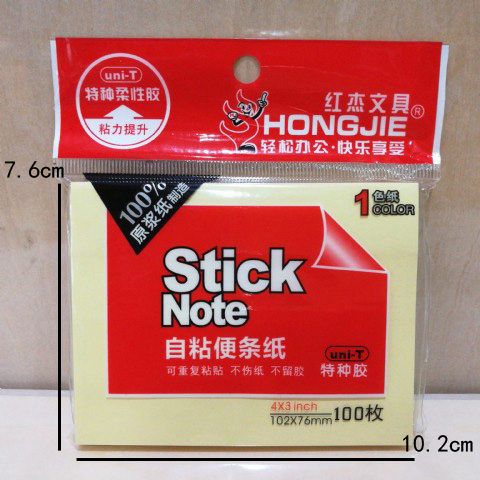 uni-T
特种柔性胶
粘力提升
红杰文具
HONGJIE®
轻松办公·快乐享受
7.6cm
100%
原浆纸制造
1色纸
COLOR
Stick
Note
自粘便条纸
可重复粘贴 不伤纸 不留胶
uni-T
特种胶
4X3inch
102X76mm
100枚
10.2cm